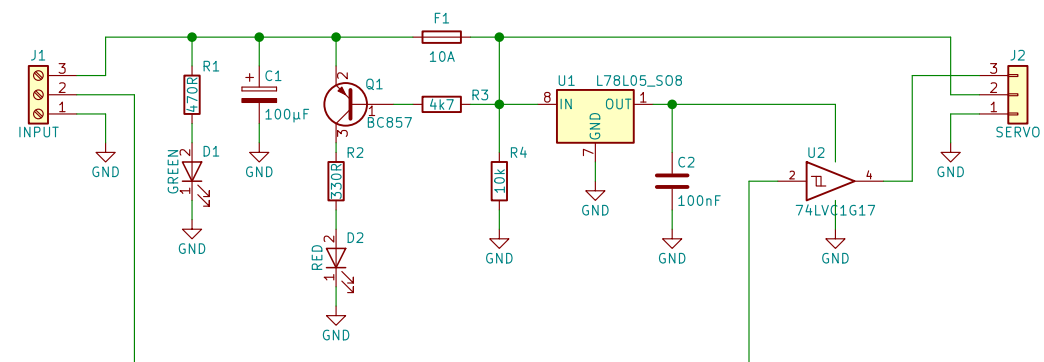 F1
10A
J1
3
2
1
INPUT
R1
470R
C1
+
100µF
2
Q1
1
BC857
3
4k7
R3
U1
L78L05_SO8
8
IN
OUT
1
GND
7
J2
3
2
1
SERVO
GND
GREEN
2
D1
1
GND
GND
R2
330R
R4
10k
GND
C2
100nF
GND
U2
2
4
74LVC1G17
GND
GND
RED
2
D2
1
GND
GND